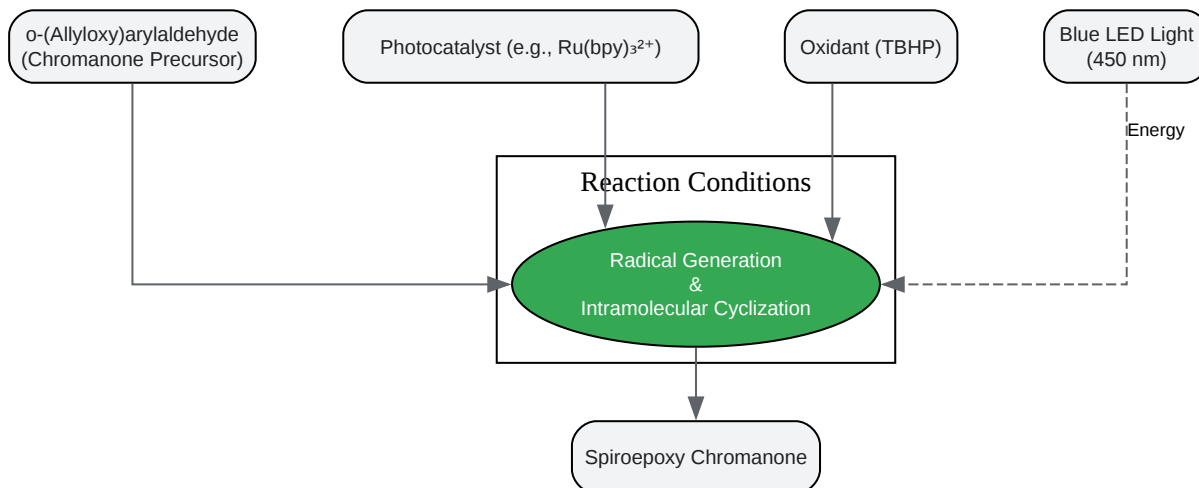 o-(Allyloxy)arylaldehyde
(Chromanone Precursor)
Photocatalyst (e.g., Ru(bpy)₃²⁺)
Oxidant (TBHP)
Blue LED Light
(450 nm)
Energy
Reaction Conditions
Radical Generation
&
Intramolecular Cyclization
Spiroepoxy Chromanone